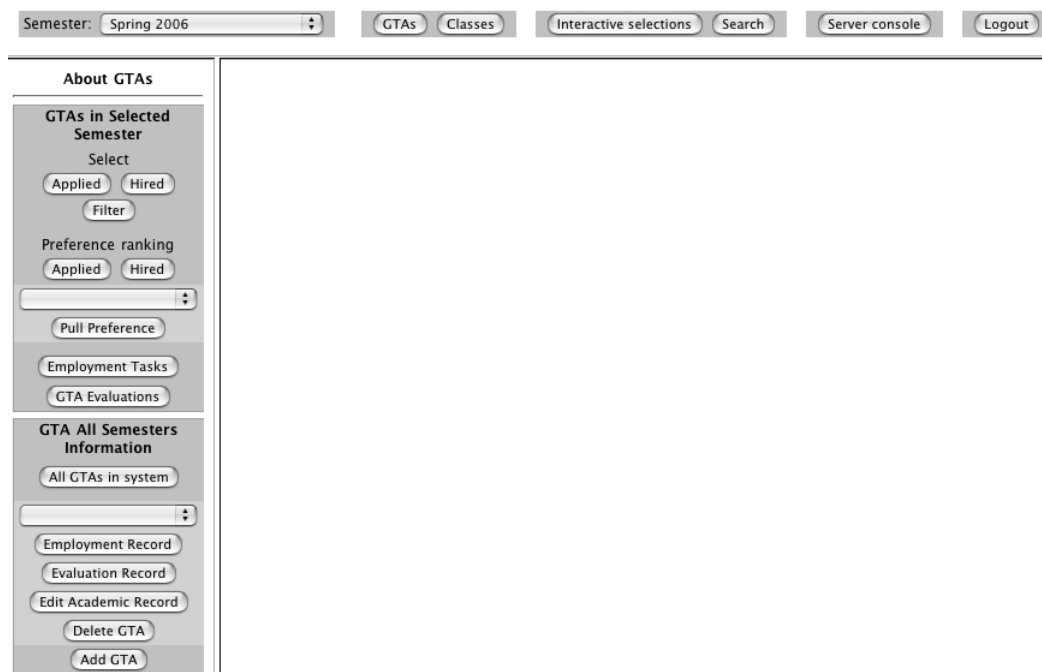 Semester: Spring 2006 GTAs Classes Interactive selections Search Server console Logout
About GTAs
GTAs in Selected
Semester
Select
Applied Hired
Filter
Preference ranking
Applied Hired
Pull Preference
Employment Tasks
GTA Evaluations
GTA All Semesters
Information
All GTAs in system
Employment Record
Evaluation Record
Edit Academic Record
Delete GTA
Add GTA